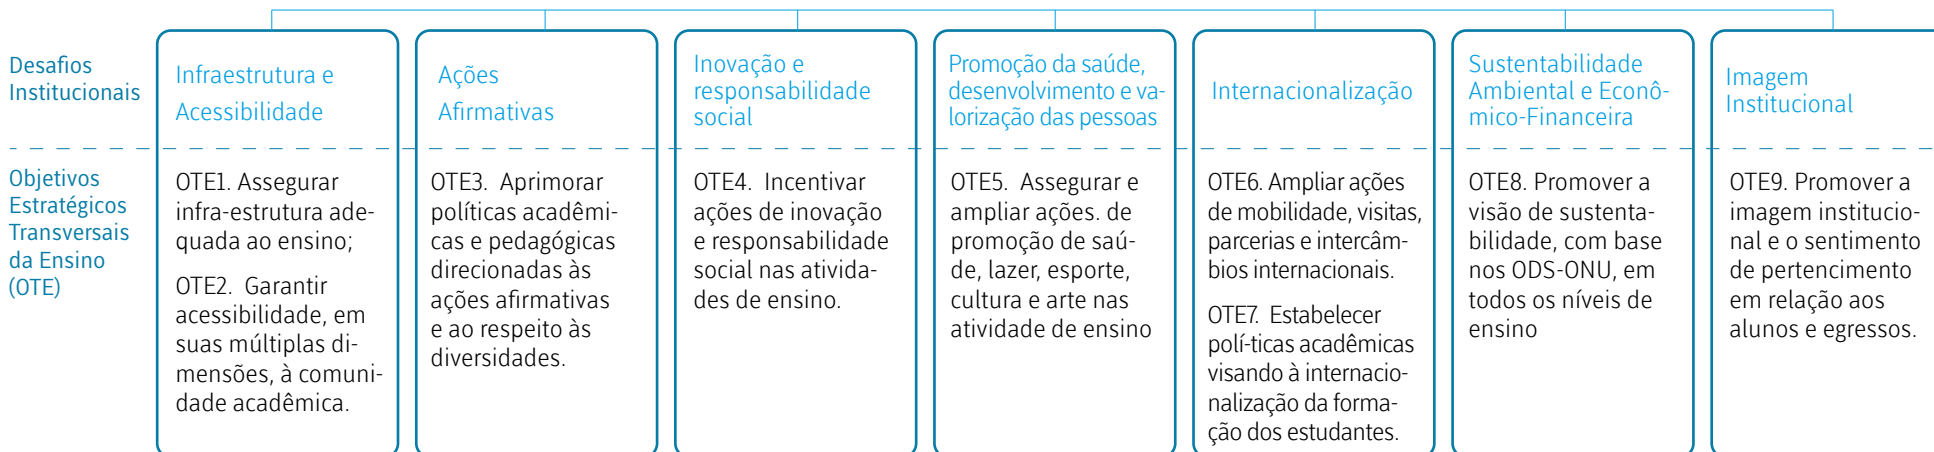 Desafios
Institucionais
Infraestrutura e
Acessibilidade
Ações
Afirmativas
Inovação e
responsabilidade
social
Promoção da saúde,
desenvolvimento e va-
lorização das pessoas
Internacionalização
Sustentabilidade
Ambiental e Econô-
mico-Financeira
Imagem
Institucional
Objetivos
Estratégicos
Transversais
da Ensino
(OTE)
OTE1. Assegurar
infra-estrutura ade-
quada ao ensino;
OTE2. Garantir
acessibilidade, em
suas múltiplas di-
mensões, à comuni-
dade acadêmica.
OTE3. Aprimorar
políticas acadêmi-
cas e pedagógicas
direcionadas às
ações afirmativas
e ao respeito às
diversidades.
OTE4. Incentivar
ações de inovação
e responsabilidade
social nas ativida-
des de ensino.
OTE5. Assegurar e
ampliar ações. de
promoção de saú-
de, lazer, esporte,
cultura e arte nas
atividade de ensino
OTE6. Ampliar ações
de mobilidade, visitas,
parcerias e intercâm-
bios internacionais.
OTE7. Estabelecer
polí-ticas acadêmicas
visando à internacio-
nalização da forma-
ção dos estudantes.
OTE8. Promover a
visão de sustenta-
bilidade, com base
nos ODS-ONU, em
todos os níveis de
ensino
OTE9. Promover a
imagem institucio-
nal e o sentimento
de pertencimento
em relação aos
alunos e egressos.